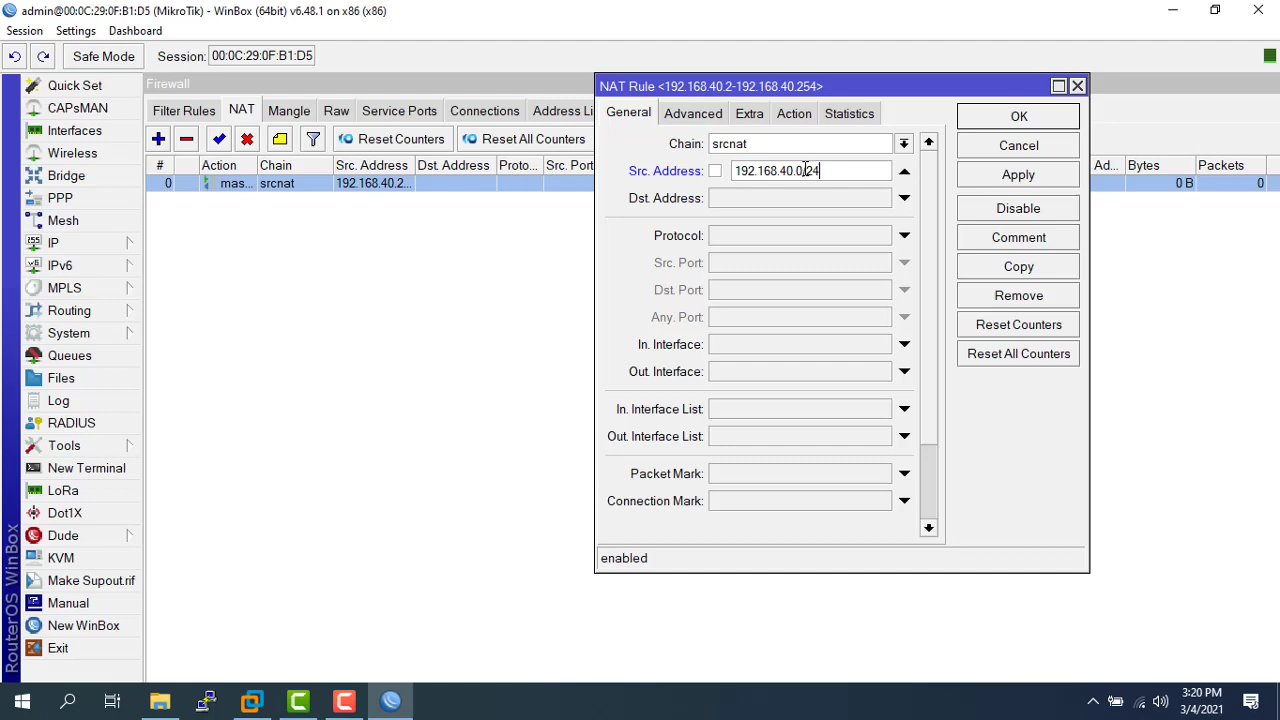 admin@00:0C:29:0F:B1:D5 (MikroTik) - WinBox (64bit) v6.48.1 on x86 (x86)
Session Settings Dashboard
Safe Mode Session: 00:0C:29:0F:B1:D5
Quick Set
CAPsMAN
Interfaces
Wireless
Bridge
PPP
Mesh
IP
IPv6
MPLS
Routing
System
Queues
Files
Log
RADIUS
Tools
New Terminal
LoRa
Dot1X
Dude
KVM
Make Supout.rif
Manual
New WinBox
Exit
RouterOS WinBox
Firewall
Filter Rules NAT Mangle Raw Service Ports Connections Address Li
Reset Counters Reset All Counters
# Action Chain Src. Address Dst. Address Proto... Src. Port Ad... Bytes Packets
0 mas... srcnat 192.168.40.2... 0 B 0
NAT Rule <192.168.40.2-192.168.40.254>
General Advanced Extra Action Statistics
Chain: srcnat
Src. Address: 192.168.40.0/24
Dst. Address:
Protocol:
Src. Port:
Dst. Port:
Any. Port:
In. Interface:
Out. Interface:
In. Interface List:
Out. Interface List:
Packet Mark:
Connection Mark:
OK
Cancel
Apply
Disable
Comment
Copy
Remove
Reset Counters
Reset All Counters
enabled
3:20 PM
3/4/2021